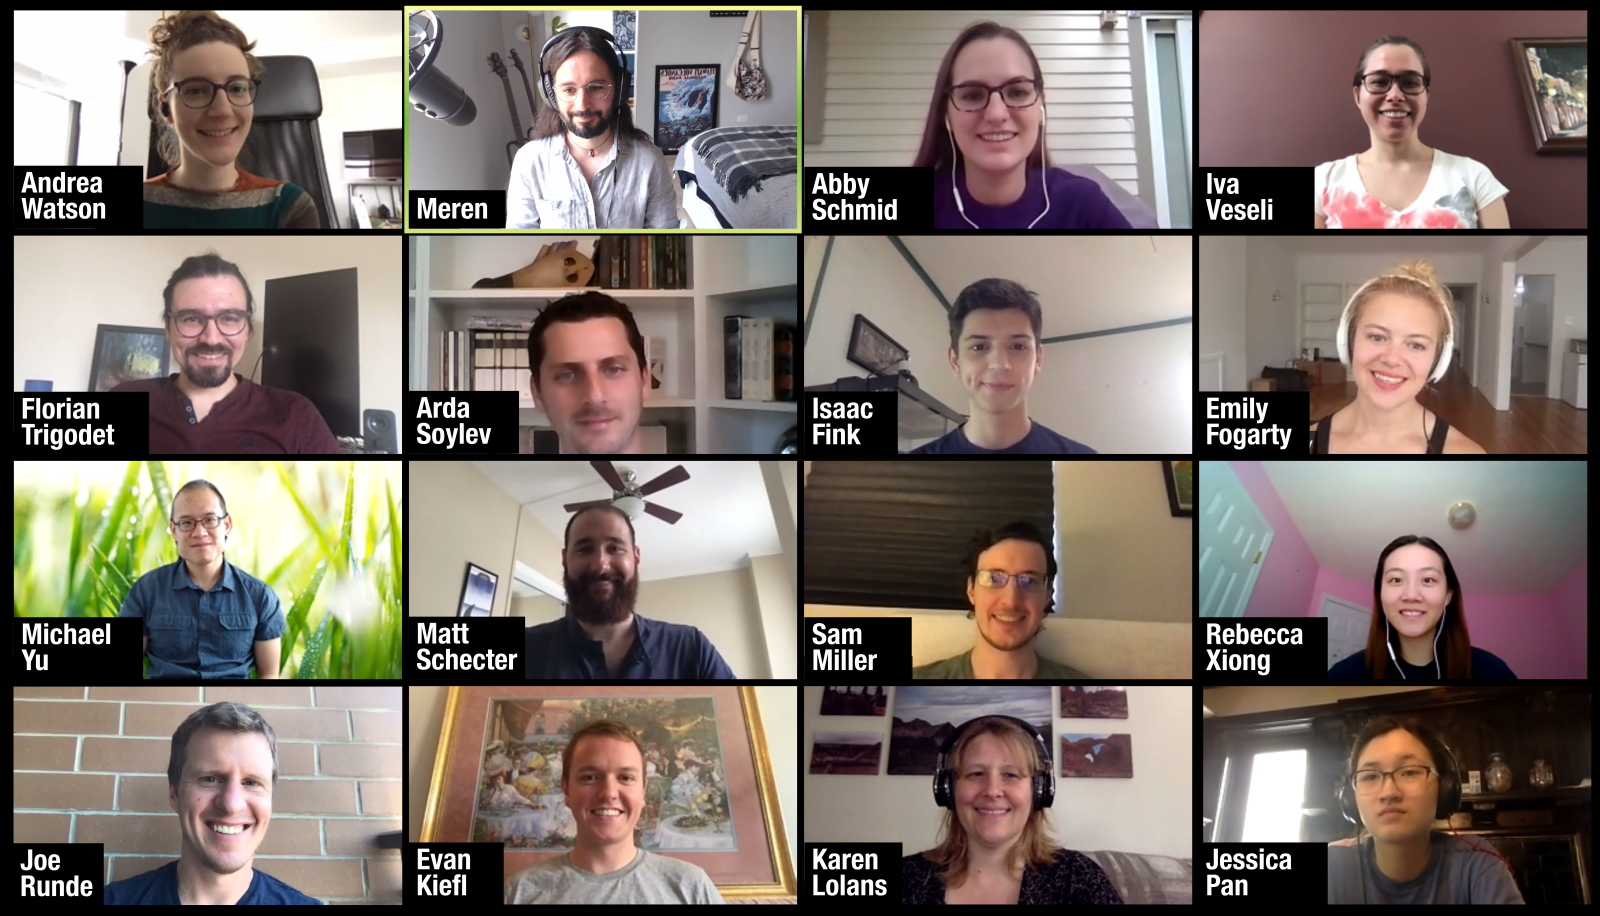 Andrea
Watson
Meren
Abby
Schmid
Iva
Veseli
Florian
Trigodet
Arda
Soylev
Isaac
Fink
Emily
Fogarty
Michael
Yu
Matt
Schecter
Sam
Miller
Rebecca
Xiong
Joe
Runde
Evan
Kiefl
Karen
Lolans
Jessica
Pan